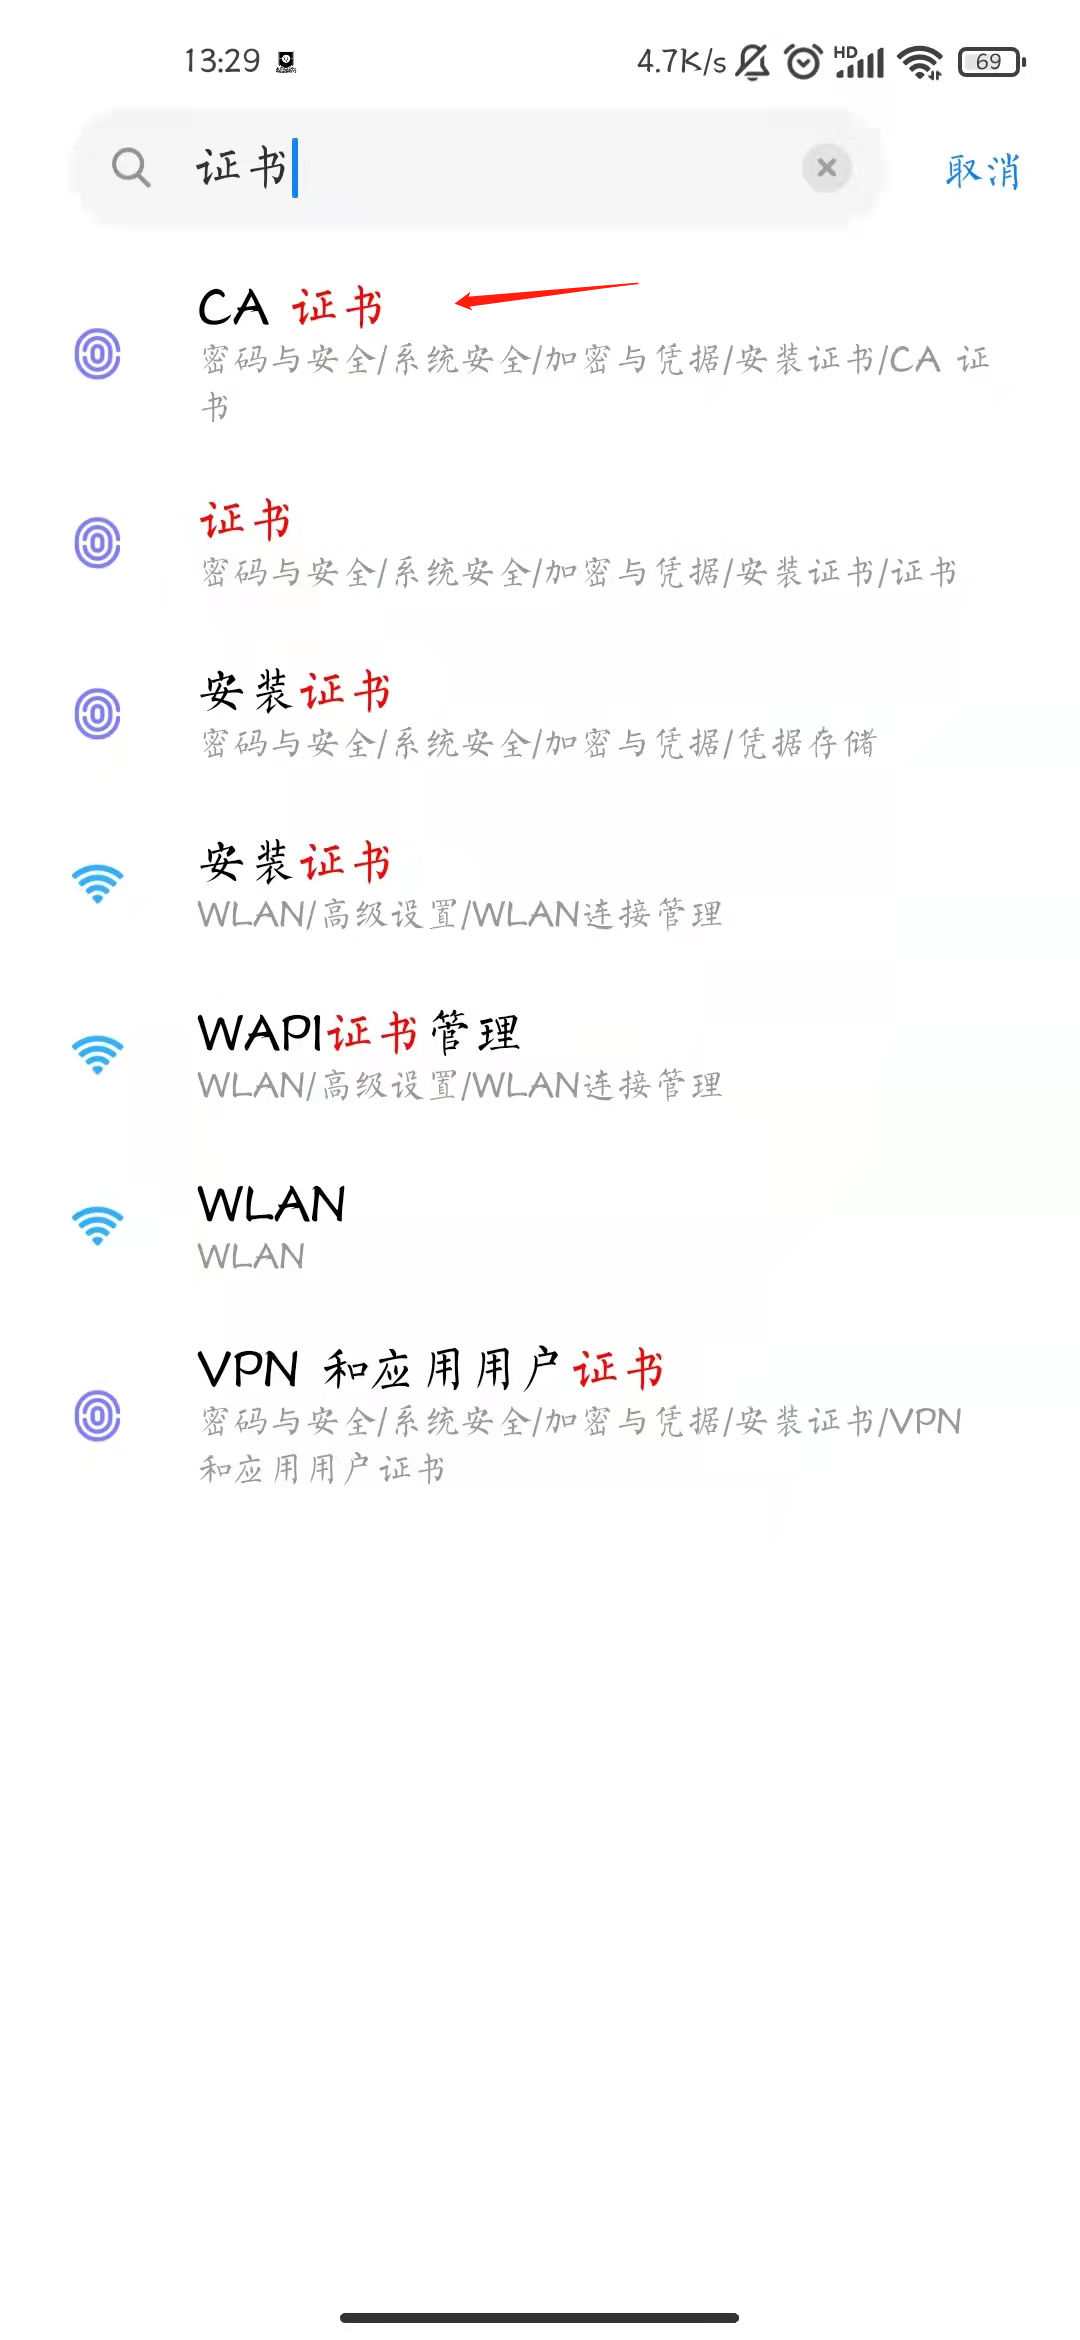 13:29 4.7K/s HD 69
证书 取消
CA 证书
密码与安全/系统安全/加密与凭据/安装证书/CA 证
书
证书
密码与安全/系统安全/加密与凭据/安装证书/证书
安装证书
密码与安全/系统安全/加密与凭据/凭据存储
安装证书
WLAN/高级设置/WLAN连接管理
WAPI证书管理
WLAN/高级设置/WLAN连接管理
WLAN
WLAN
VPN 和应用用户证书
密码与安全/系统安全/加密与凭据/安装证书/VPN
和应用用户证书